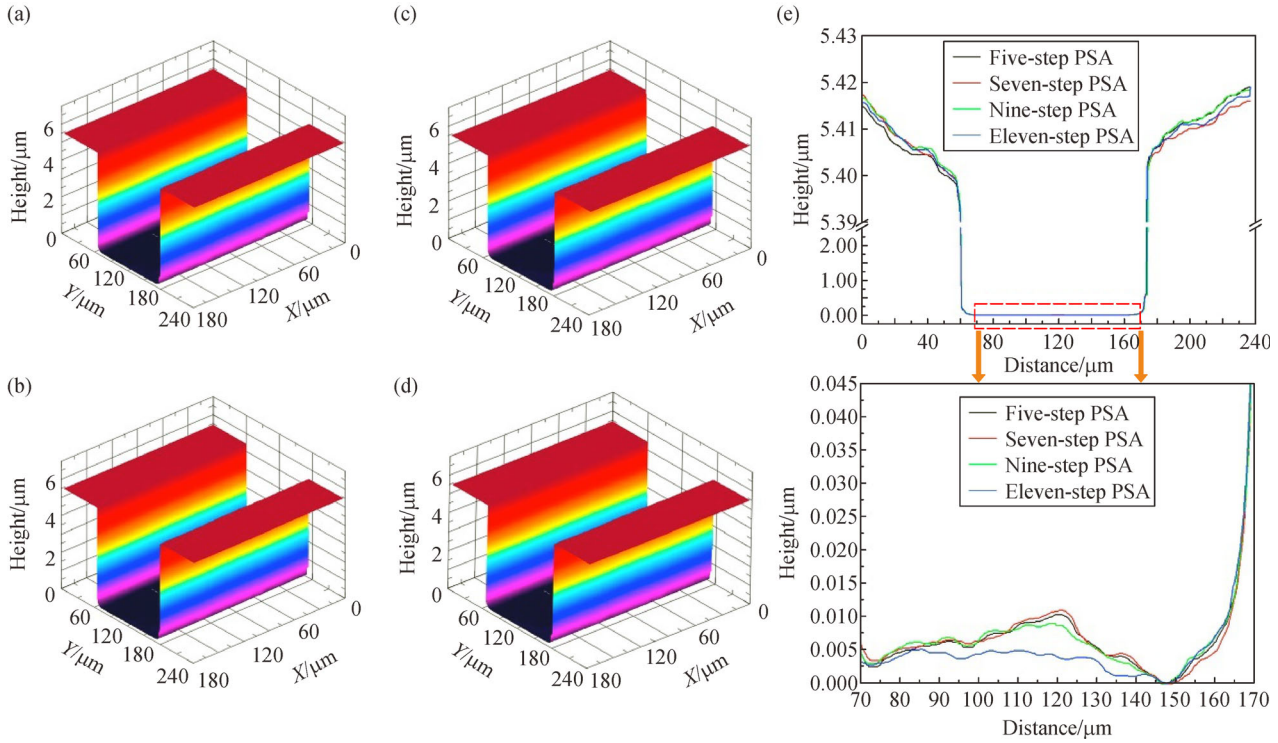 (a)
Height/μm
6
4
2
0
60
120
180
240
Y/μm
180
120
60
0
X/μm
(c)
Height/μm
6
4
2
0
60
120
180
240
Y/μm
180
120
60
0
X/μm
(b)
Height/μm
6
4
2
0
60
120
180
240
Y/μm
180
120
60
0
X/μm
(d)
Height/μm
6
4
2
0
60
120
180
240
Y/μm
180
120
60
0
X/μm
(e)
5.43
5.42
5.41
5.40
5.39
2.00
1.00
0.00
Height/μm
Five-step PSA
Seven-step PSA
Nine-step PSA
Eleven-step PSA
0 40 80 120 160 200 240
Distance/μm
0.045
0.040
0.035
0.030
0.025
0.020
0.015
0.010
0.005
0.000
Height/μm
Five-step PSA
Seven-step PSA
Nine-step PSA
Eleven-step PSA
70 80 90 100 110 120 130 140 150 160 170
Distance/μm